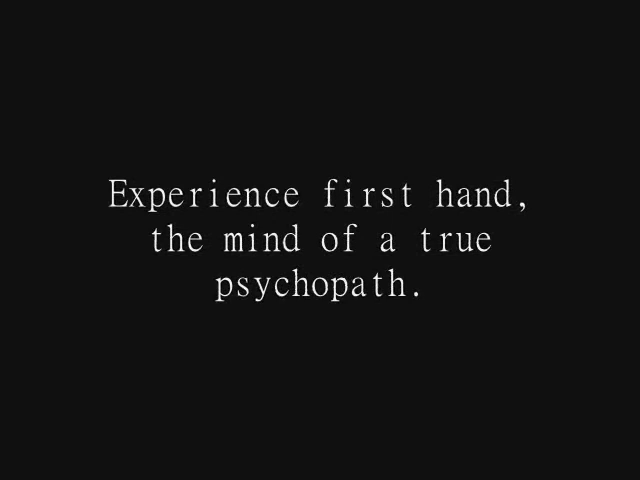 Experience first hand,
the mind of a true
psychopath.